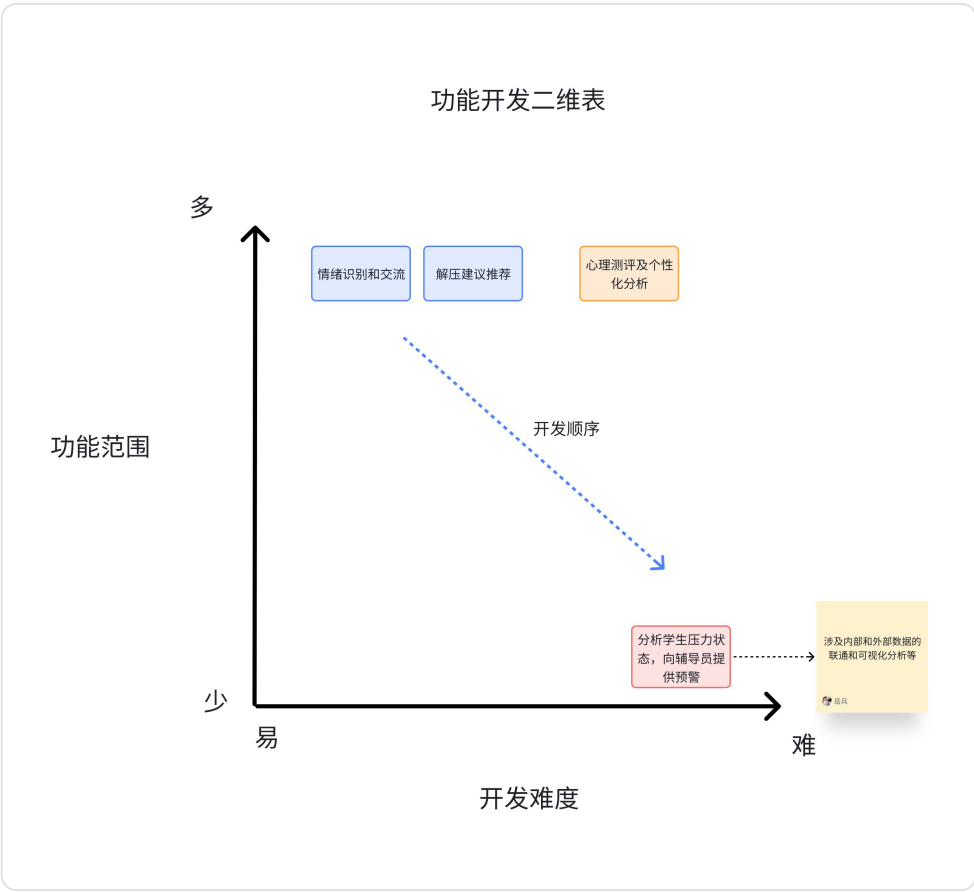 功能开发二维表
多
情绪识别和交流
解压建议推荐
心理测评及个性
化分析
开发顺序
功能范围
分析学生压力状
态，向辅导员提
供预警
涉及内部和外部数据的
联通和可视化分析等
岳兵
少
易
难
开发难度